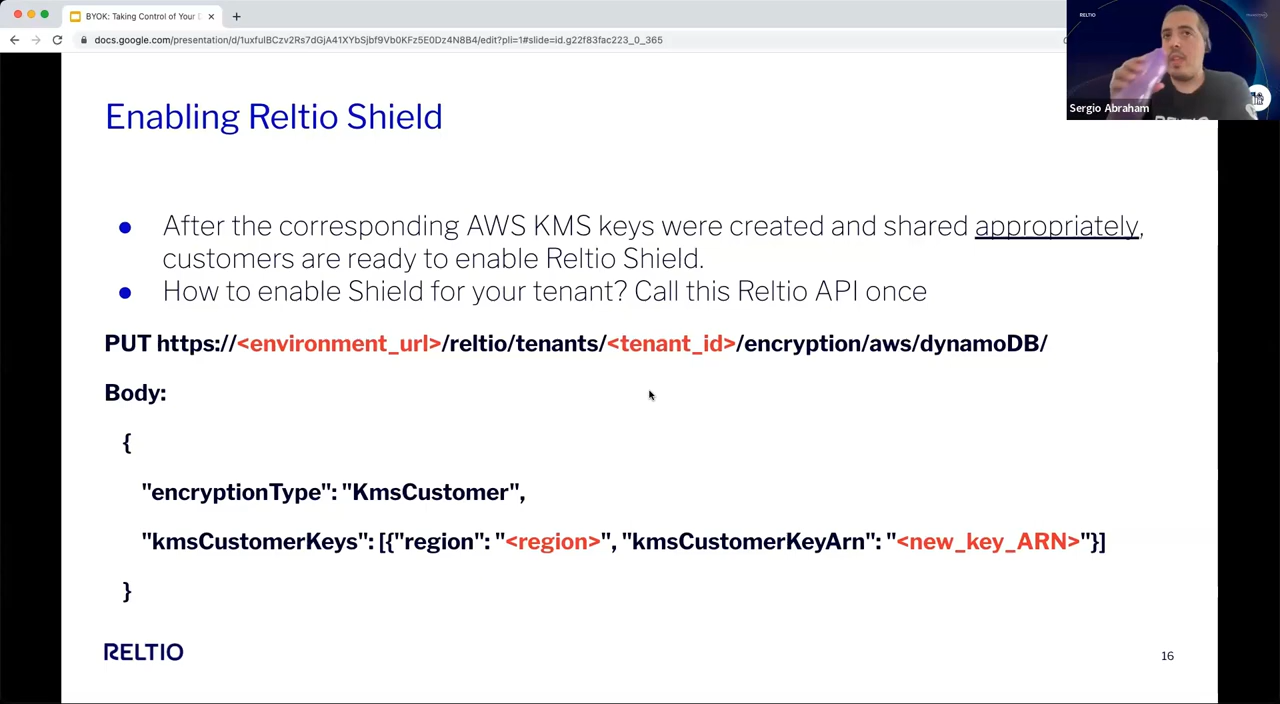 BYOK: Taking Control of Your D
docs.google.com/presentation/d/1uxfulBCzv2Rs7dGjA41XYbSbf9Vb0KFz5E0Dz4N8B4/edit?pli=1#slide=id.g22f83fac223_0_365
RELTIO
Sergio Abraham
RELTIO
Enabling Reltio Shield
● After the corresponding AWS KMS keys were created and shared appropriately,
customers are ready to enable Reltio Shield.
● How to enable Shield for your tenant? Call this Reltio API once
PUT https://<environment_url>/reltio/tenants/<tenant_id>/encryption/aws/dynamoDB/
Body:
{
"encryptionType": "KmsCustomer",
"kmsCustomerKeys": [{"region": "<region>", "kmsCustomerKeyArn": "<new_key_ARN>"}]
}
RELTIO
16